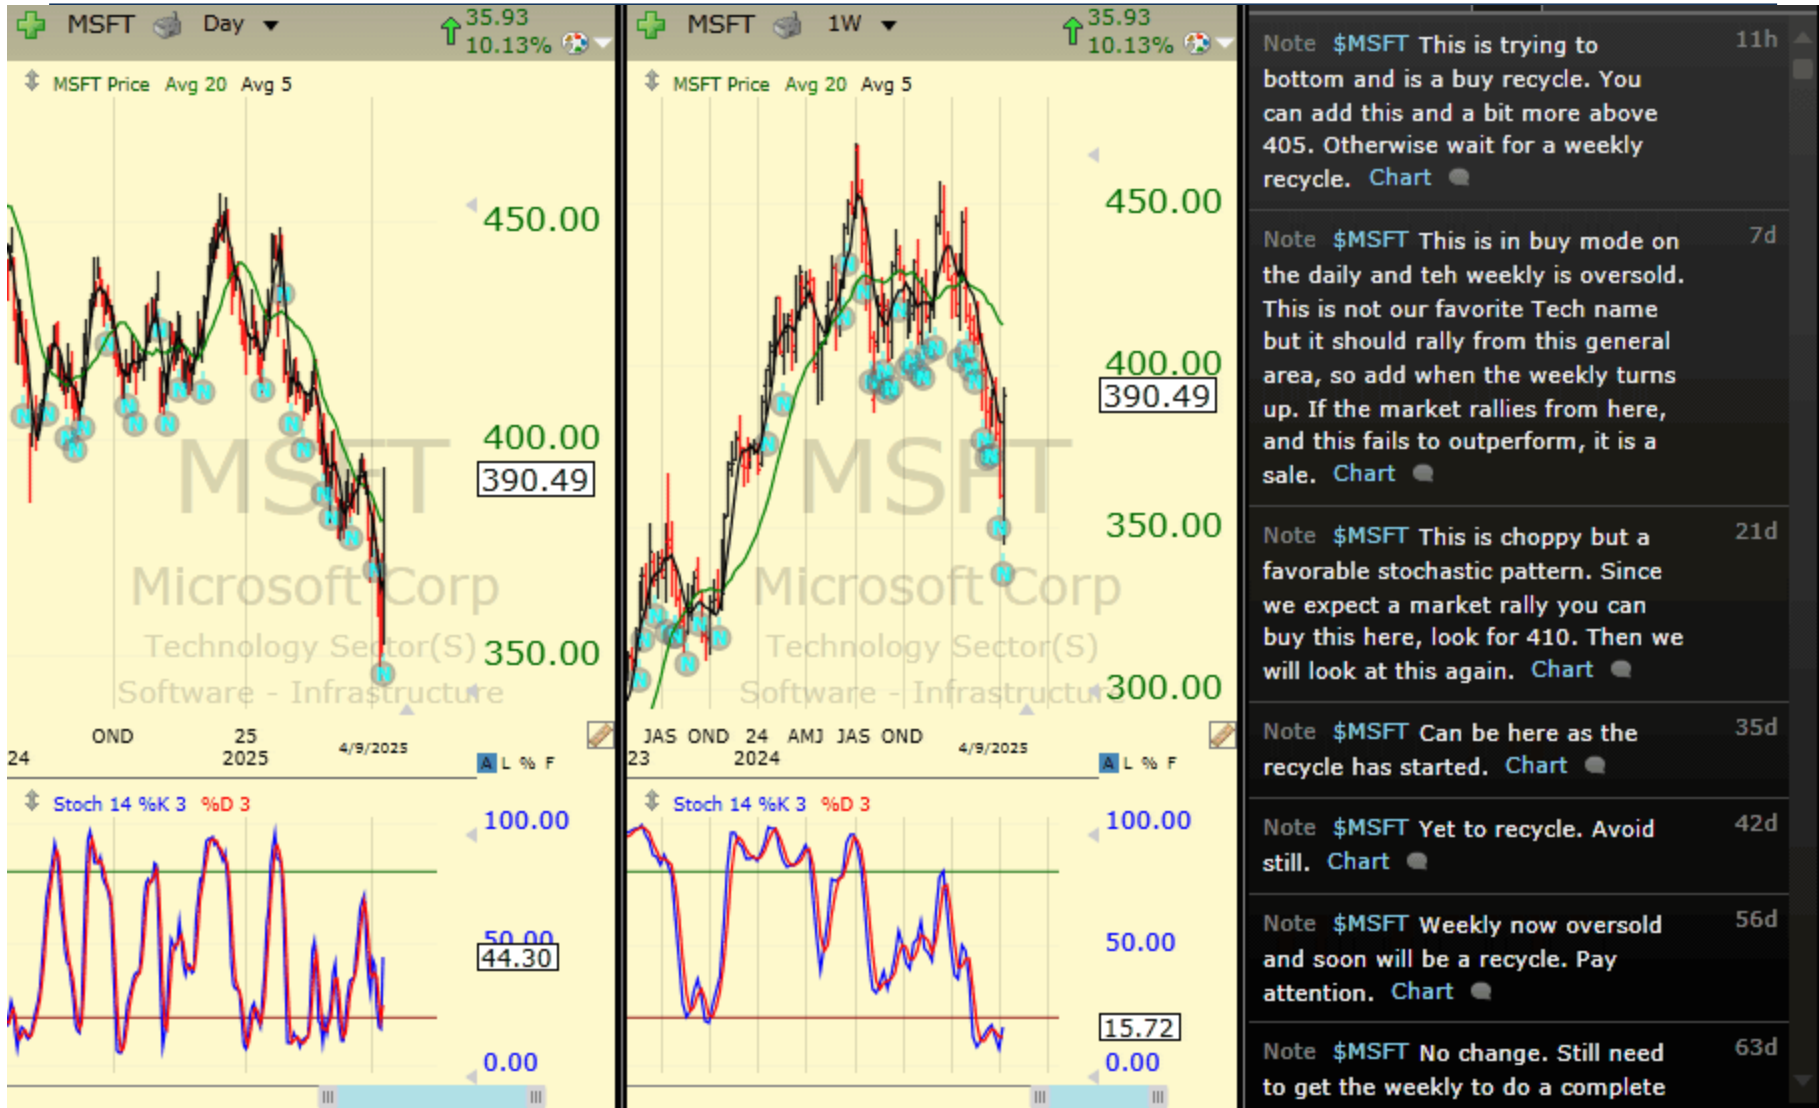 MSFT Day
35.93
10.13%
MSFT Price Avg 20 Avg 5
450.00
400.00
390.49
350.00
MSFT
Microsoft Corp
Technology Sector(S)
Software - Infrastructure
OND 25
24 2025 4/9/2025
A L % F
Stoch 14 %K 3 %D 3
100.00
50.00
44.30
0.00
MSFT 1W
35.93
10.13%
MSFT Price Avg 20 Avg 5
450.00
400.00
390.49
350.00
300.00
MSFT
Microsoft Corp
Technology Sector(S)
Software - Infrastructure
JAS OND 24 AMJ JAS OND
23 2024 4/9/2025
A L % F
Stoch 14 %K 3 %D 3
100.00
50.00
15.72
0.00
Note $MSFT This is trying to 11h
bottom and is a buy recycle. You
can add this and a bit more above
405. Otherwise wait for a weekly
recycle. Chart
Note $MSFT This is in buy mode on 7d
the daily and teh weekly is oversold.
This is not our favorite Tech name
but it should rally from this general
area, so add when the weekly turns
up. If the market rallies from here,
and this fails to outperform, it is a
sale. Chart
Note $MSFT This is choppy but a 21d
favorable stochastic pattern. Since
we expect a market rally you can
buy this here, look for 410. Then we
will look at this again. Chart
Note $MSFT Can be here as the 35d
recycle has started. Chart
Note $MSFT Yet to recycle. Avoid 42d
still. Chart
Note $MSFT Weekly now oversold 56d
and soon will be a recycle. Pay
attention. Chart
Note $MSFT No change. Still need 63d
to get the weekly to do a complete